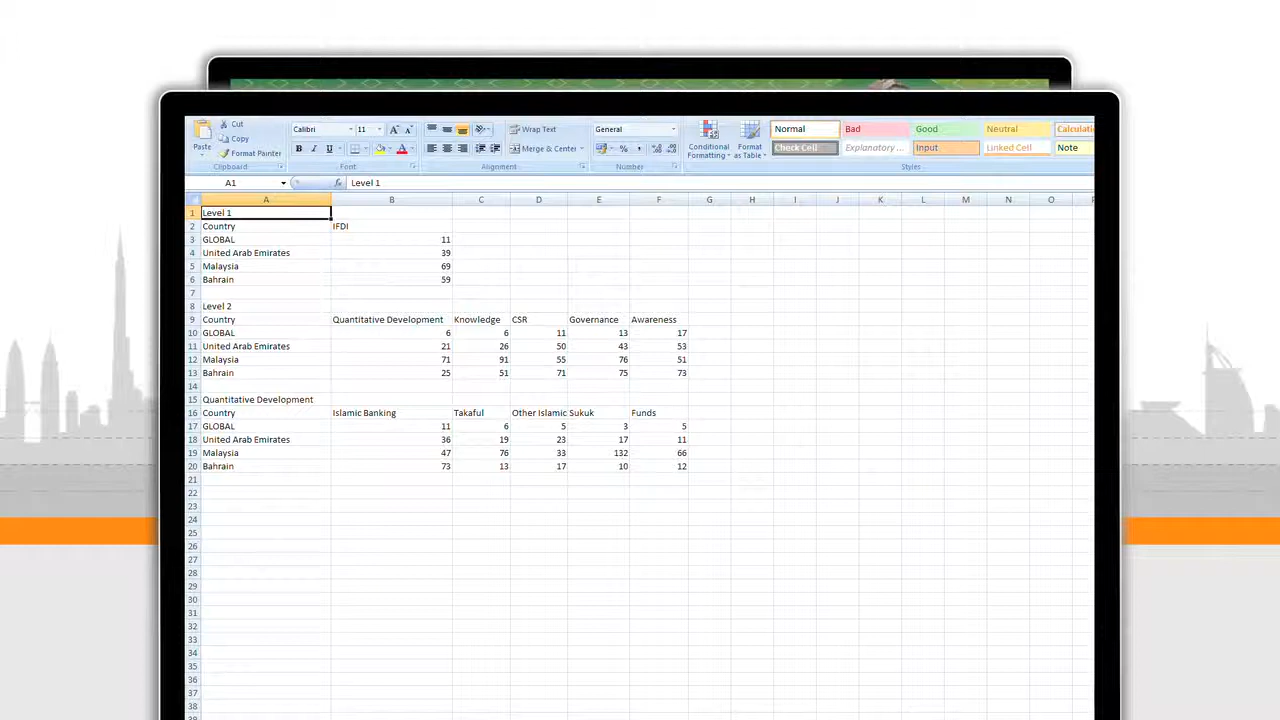 Cut
Copy
Paste
Format Painter
Clipboard
Calibri 11 A A
B I U A
Font
Wrap Text
Merge & Center
Alignment
General
% ,
Number
Conditional Formatting
Format as Table
Normal Bad Good Neutral
Check Cell Explanatory ... Input Linked Cell Note
Styles
A1 fx Level 1
A B C D E F G H I J K L M N O
1 Level 1
2 Country IFDI
3 GLOBAL 11
4 United Arab Emirates 39
5 Malaysia 69
6 Bahrain 59
7
8 Level 2
9 Country Quantitative Development Knowledge CSR Governance Awareness
10 GLOBAL 6 6 11 13 17
11 United Arab Emirates 21 26 50 43 53
12 Malaysia 71 91 55 76 51
13 Bahrain 25 51 71 75 73
14
15 Quantitative Development
16 Country Islamic Banking Takaful Other Islamic Sukuk Funds
17 GLOBAL 11 6 5 3 5
18 United Arab Emirates 36 19 23 17 11
19 Malaysia 47 76 33 132 66
20 Bahrain 73 13 17 10 12
21
22
23
24
25
26
27
28
29
30
31
32
33
34
35
36
37
38